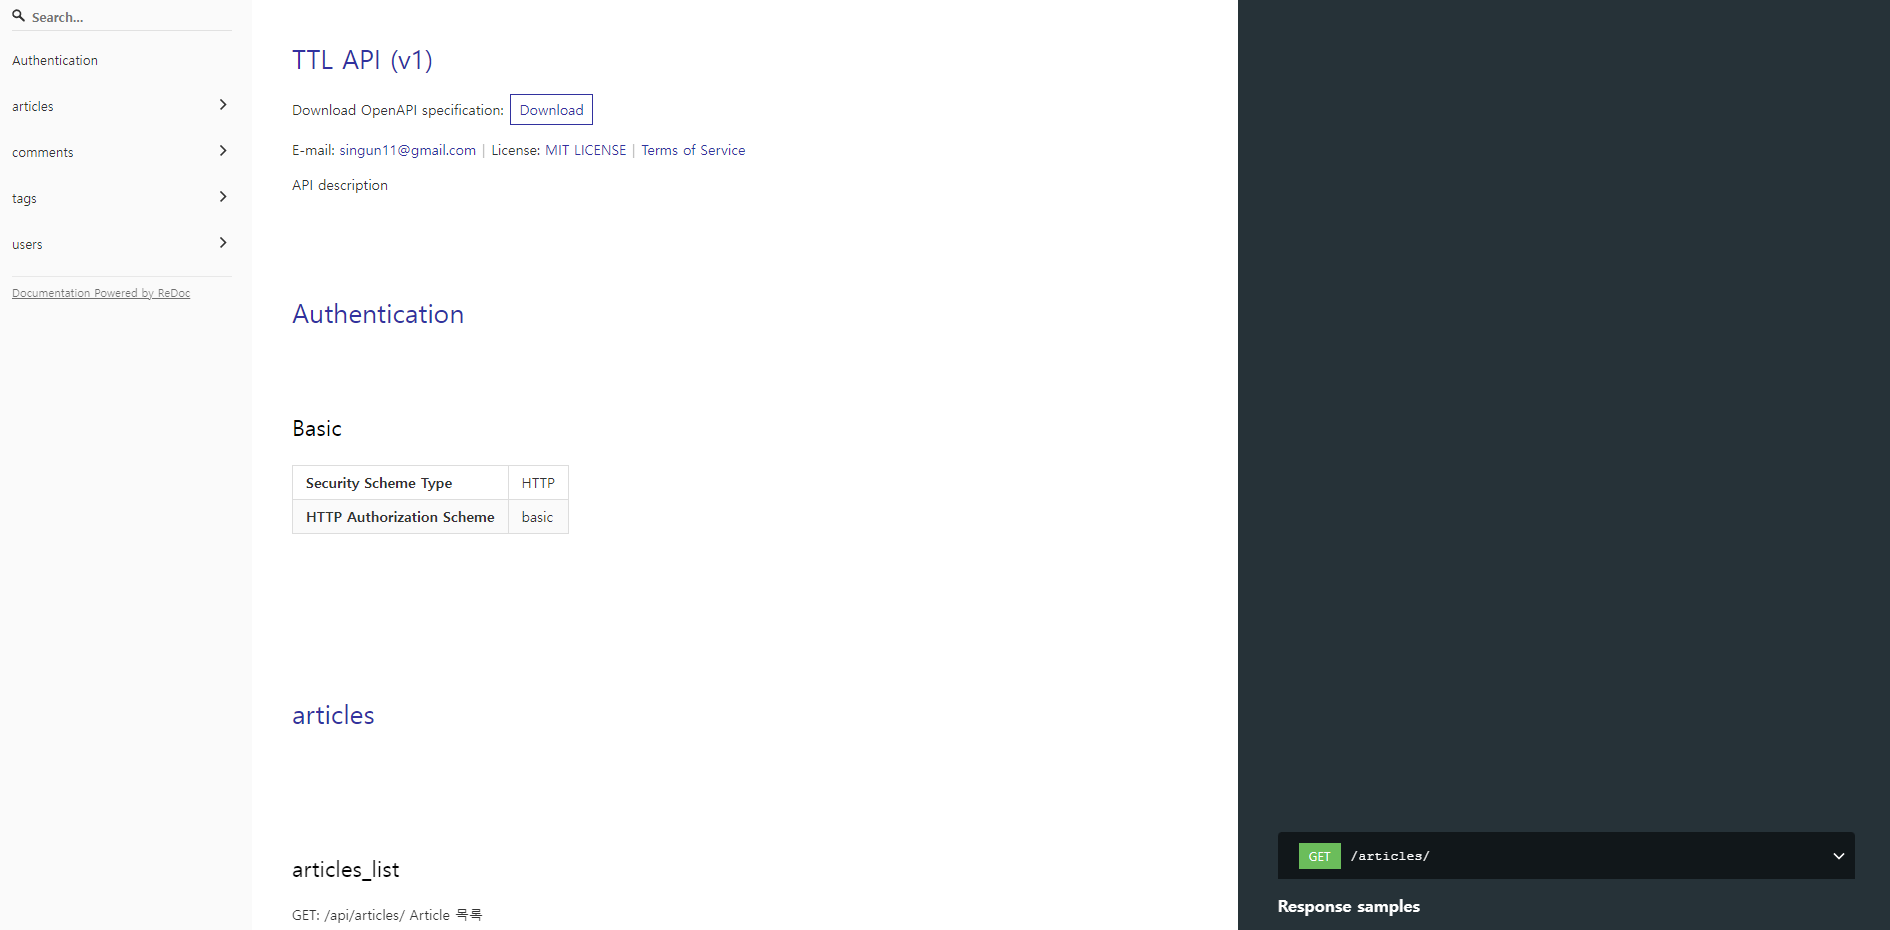 Search...
Authentication
articles
comments
tags
users
Documentation Powered by ReDoc
TTL API (v1)
Download OpenAPI specification: Download
E-mail: singun11@gmail.com | License: MIT LICENSE | Terms of Service
API description
Authentication
Basic
Security Scheme Type HTTP
HTTP Authorization Scheme basic
articles
articles_list
GET: /api/articles/ Article 목록
GET /articles/
Response samples